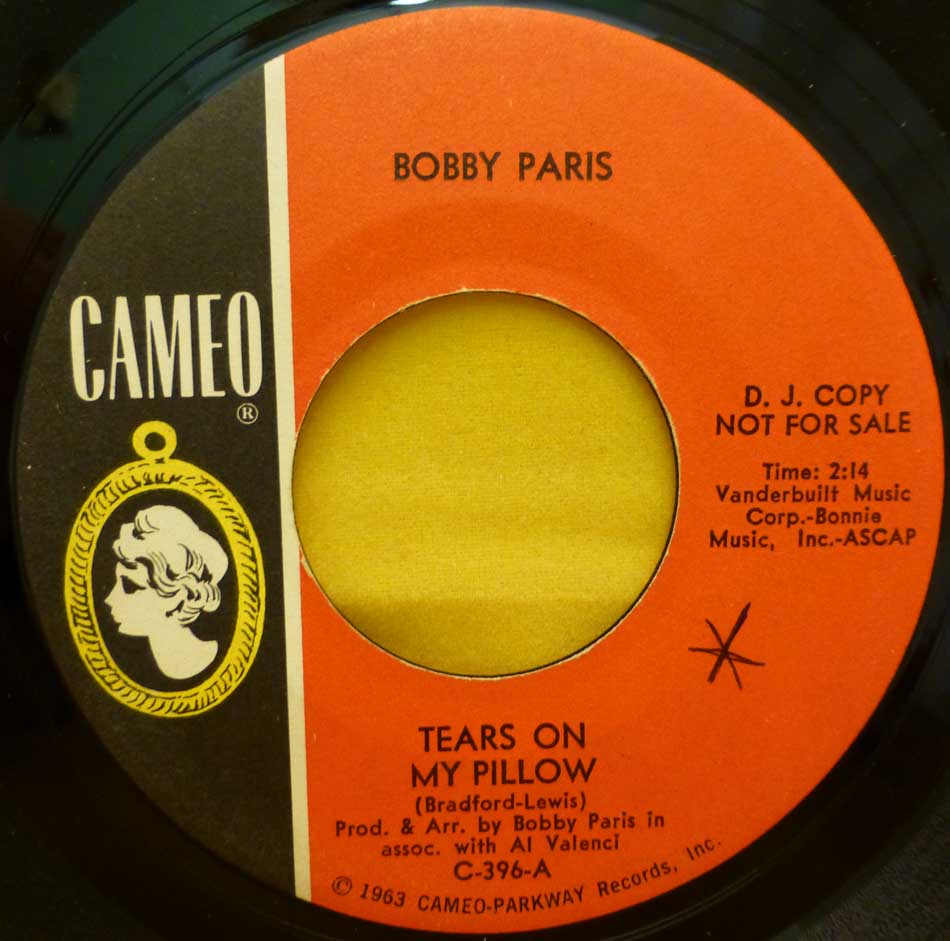 BOBBY PARIS
CAMEO
®
D. J. COPY
NOT FOR SALE
Time: 2:14
Vanderbuilt Music
Corp.-Bonnie
Music, Inc.-ASCAP
TEARS ON
MY PILLOW
(Bradford-Lewis)
Prod. & Arr. by Bobby Paris in
assoc. with Al Valenci
C-396-A
© 1963 CAMEO-PARKWAY Records, Inc.